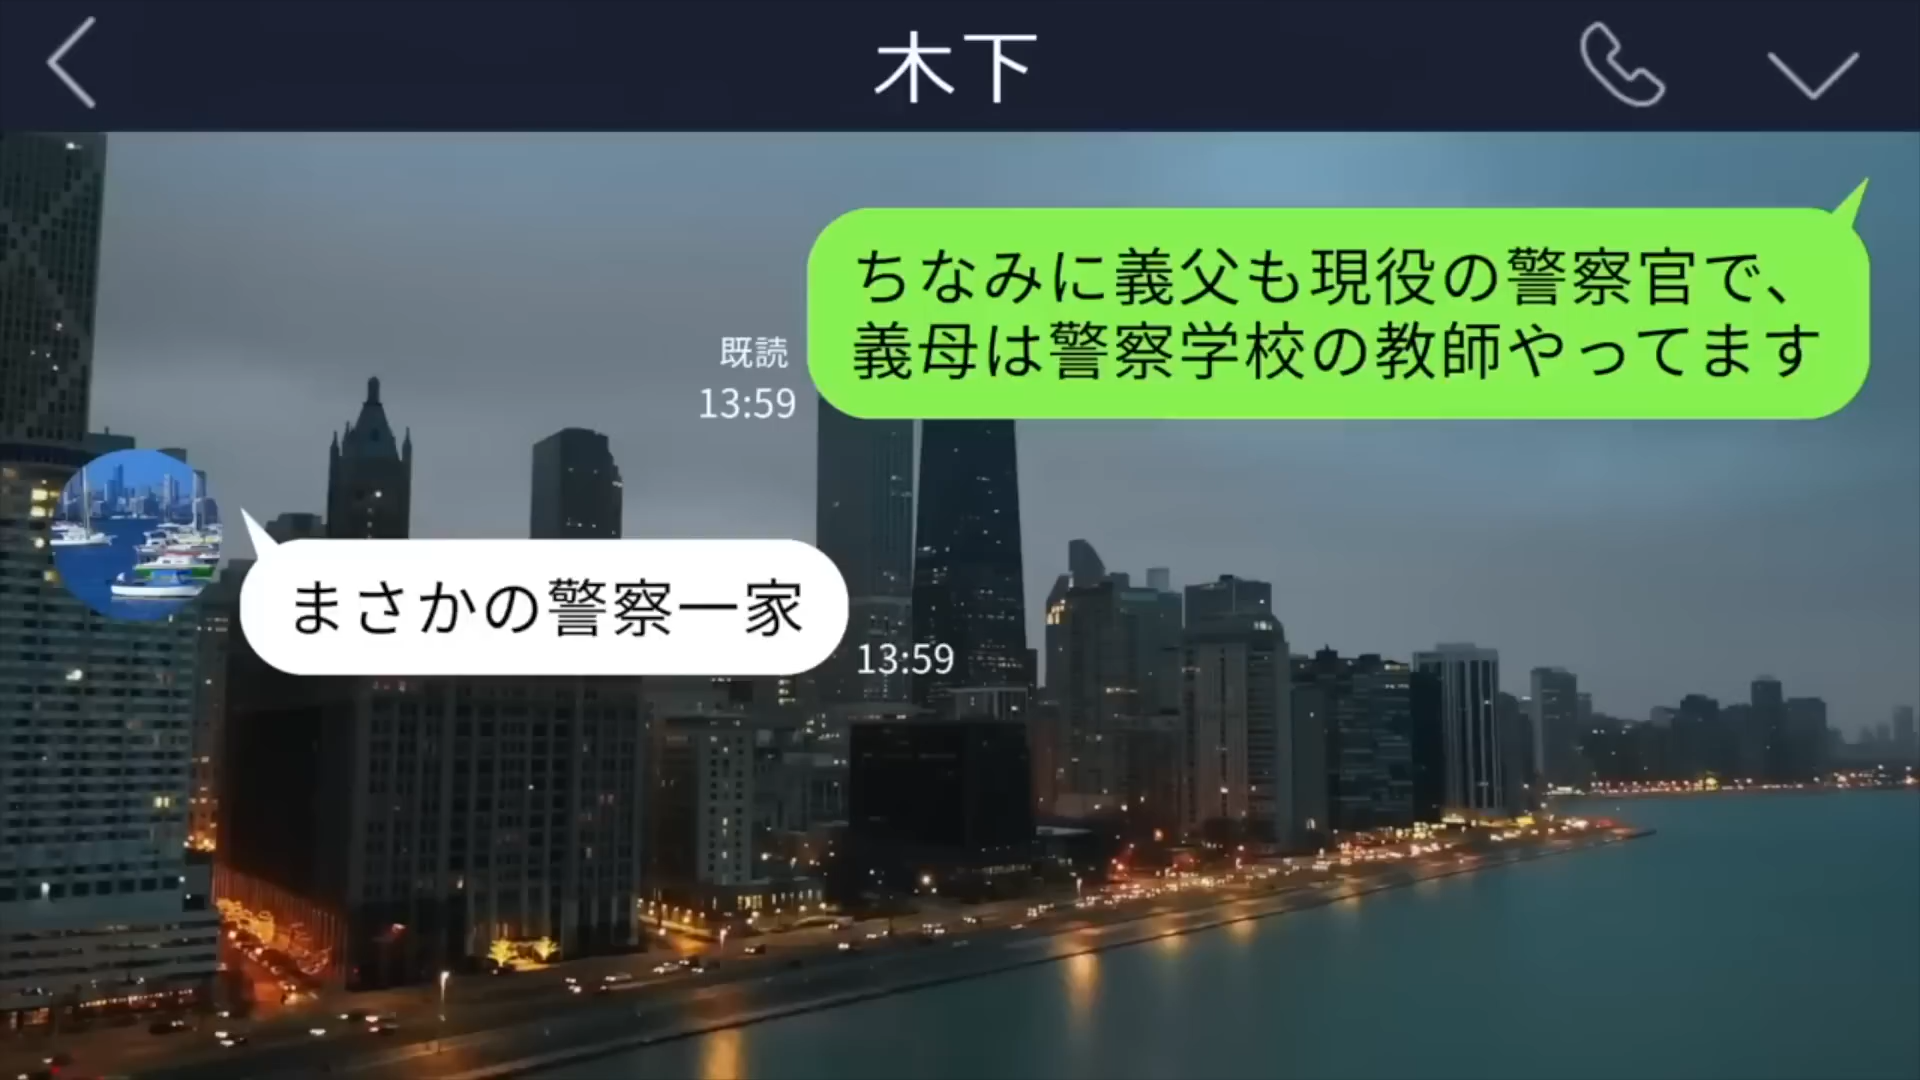 木下
ちなみに義父も現役の警察官で、
義母は警察学校の教師やってます
既読
13:59
まさかの警察一家
13:59